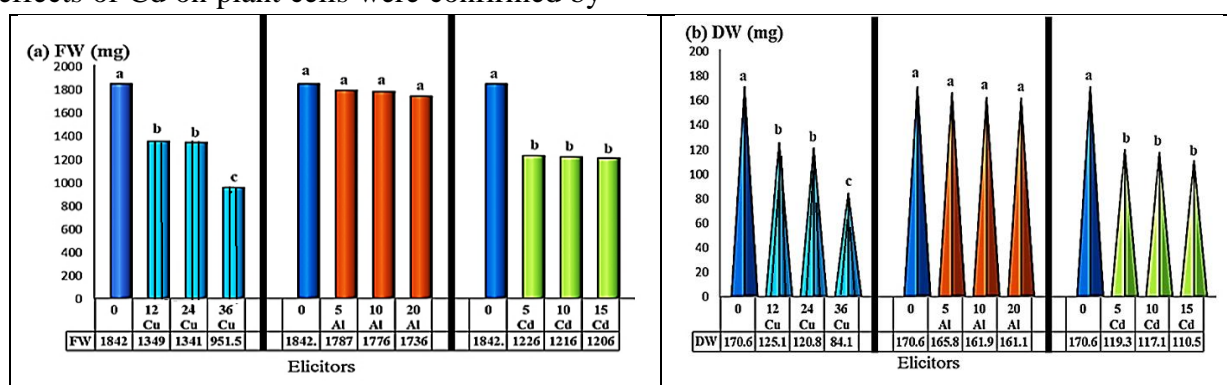 effects of Cd on plant cells were confirmed by
(a) FW (mg)
2000
1800
1600
1400
1200
1000
800
600
400
200
0
a
b
b
c
a
a
a
a
a
b
b
b
0 12 24 36 0 5 10 20 0 5 10 15
Cu Cu Cu Al Al Al Cd Cd Cd
FW 1842 1349 1341 951.5 1842. 1787 1776 1736 1842. 1226 1216 1206
Elicitors
(b) DW (mg)
200
180
160
140
120
100
80
60
40
20
0
a
b
b
c
a
a
a
a
a
b
b
b
0 12 24 36 0 5 10 20 0 5 10 15
Cu Cu Cu Al Al Al Cd Cd Cd
DW 170.6 125.1 120.8 84.1 170.6 165.8 161.9 161.1 170.6 119.3 117.1 110.5
Elicitors